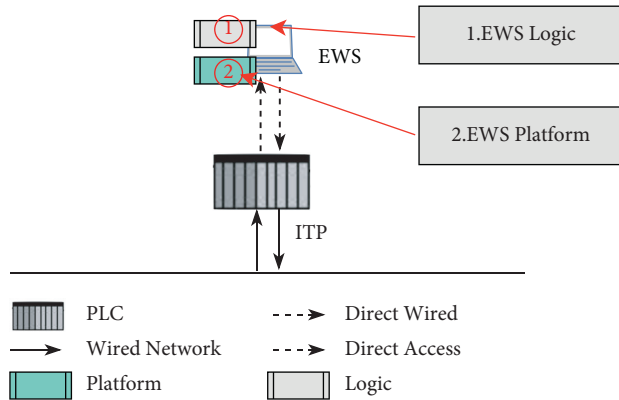 1
1.EWS Logic
EWS
2
2.EWS Platform
ITP
PLC
Direct Wired
Wired Network
Direct Access
Platform
Logic